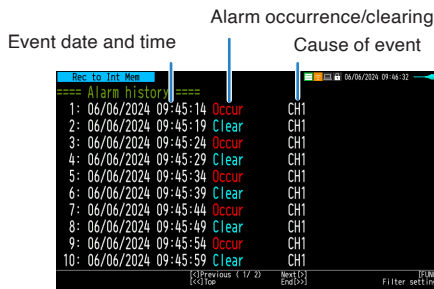 Alarm occurrence/clearing
Event date and time
Cause of event
Rec to Int Mem
06/06/2024 09:46:32
==== Alarm history ====
1: 06/06/2024 09:45:14 Occur CH1
2: 06/06/2024 09:45:19 Clear CH1
3: 06/06/2024 09:45:24 Occur CH1
4: 06/06/2024 09:45:29 Clear CH1
5: 06/06/2024 09:45:34 Occur CH1
6: 06/06/2024 09:45:39 Clear CH1
7: 06/06/2024 09:45:44 Occur CH1
8: 06/06/2024 09:45:49 Clear CH1
9: 06/06/2024 09:45:54 Occur CH1
10: 06/06/2024 09:45:59 Clear CH1
[<]Previous ( 1/ 2) Next[>] [FUN
[<<]Top End[>>] Filter settin